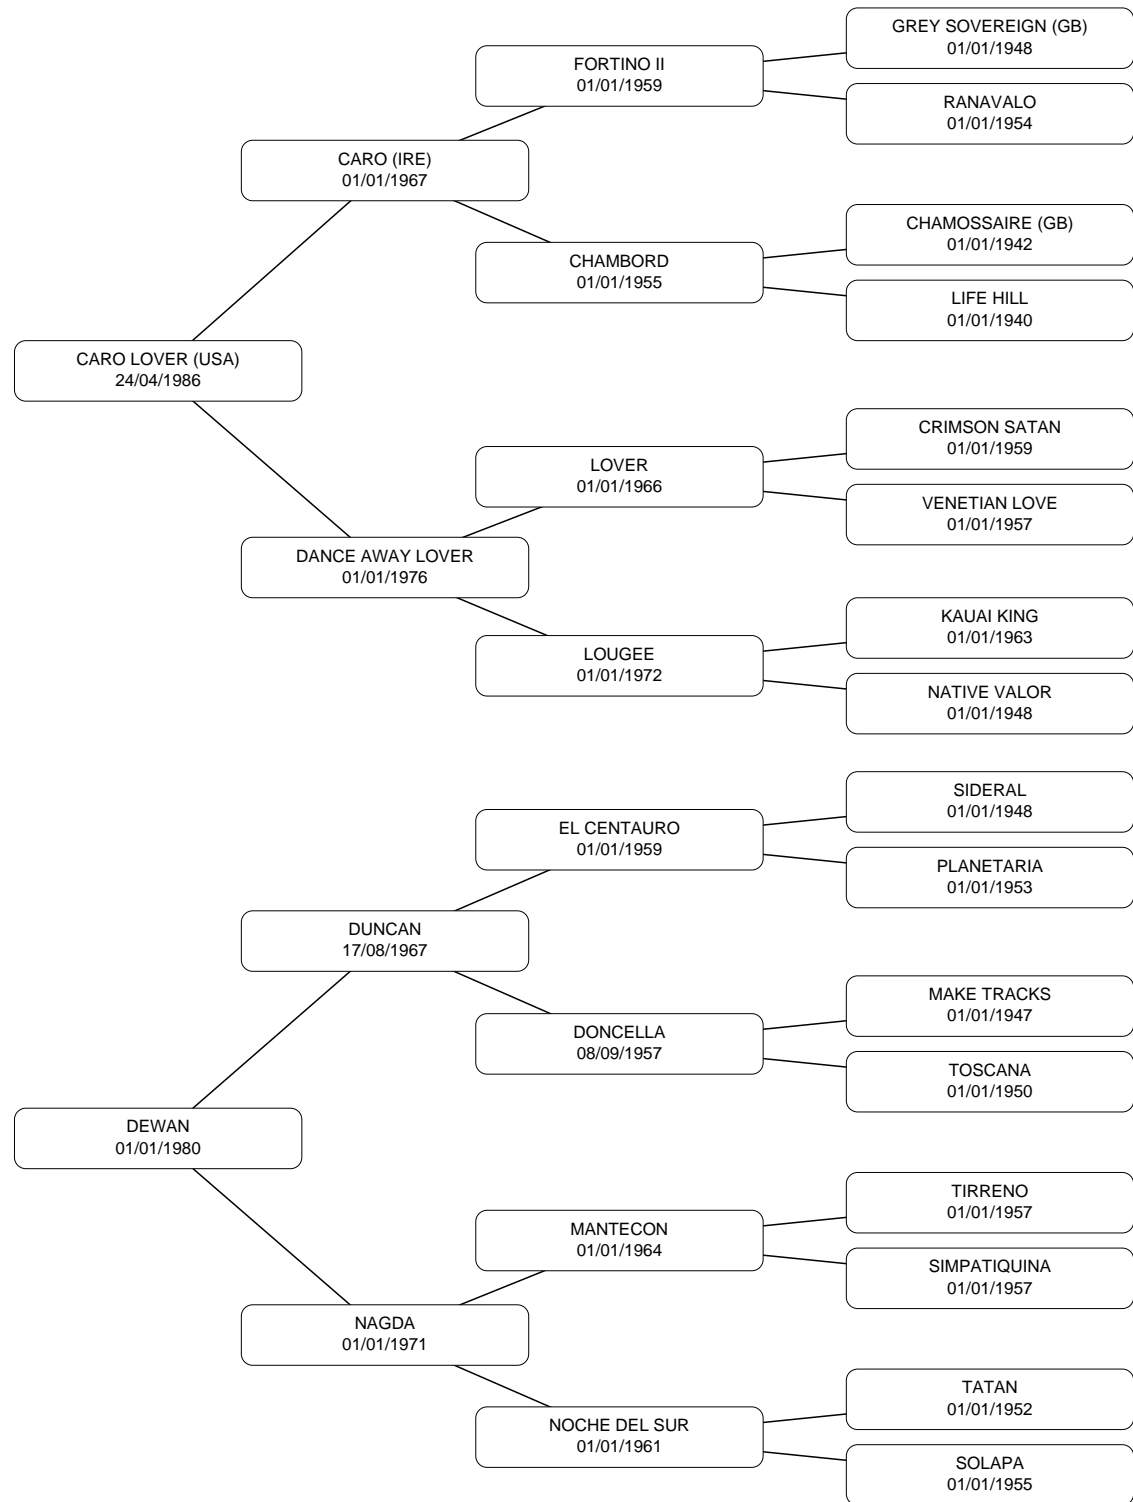 GREY SOVEREIGN (GB)
01/01/1948
FORTINO II
01/01/1959
RANAVALO
01/01/1954
CARO (IRE)
01/01/1967
CHAMOSSAIRE (GB)
01/01/1942
CHAMBORD
01/01/1955
LIFE HILL
01/01/1940
CARO LOVER (USA)
24/04/1986
CRIMSON SATAN
01/01/1959
LOVER
01/01/1966
VENETIAN LOVE
01/01/1957
DANCE AWAY LOVER
01/01/1976
KAUAI KING
01/01/1963
LOUGEE
01/01/1972
NATIVE VALOR
01/01/1948
SIDERAL
01/01/1948
EL CENTAURO
01/01/1959
PLANETARIA
01/01/1953
DUNCAN
17/08/1967
MAKE TRACKS
01/01/1947
DONCELLA
08/09/1957
TOSCANA
01/01/1950
DEWAN
01/01/1980
TIRRENO
01/01/1957
MANTECON
01/01/1964
SIMPATIQUINA
01/01/1957
NAGDA
01/01/1971
TATAN
01/01/1952
NOCHE DEL SUR
01/01/1961
SOLAPA
01/01/1955